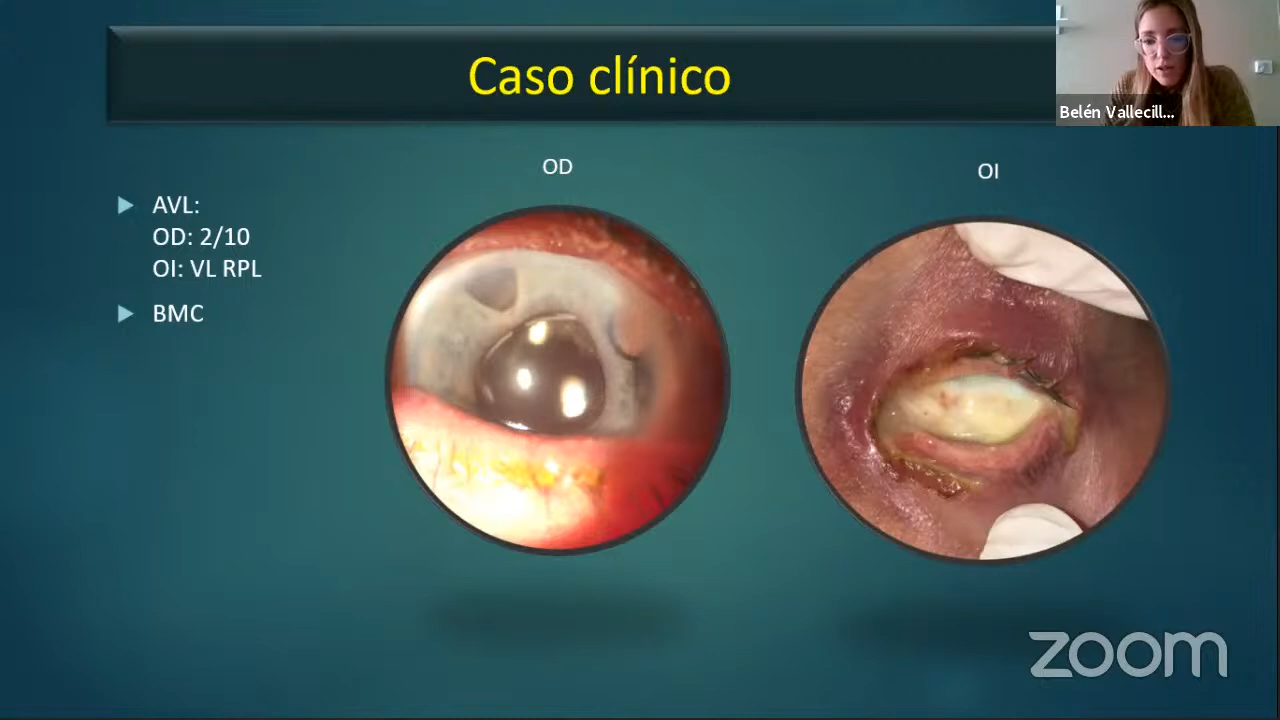 Caso clínico
Belén Vallecill...
OD
OI
AVL:
OD: 2/10
OI: VL RPL
BMC
zoom